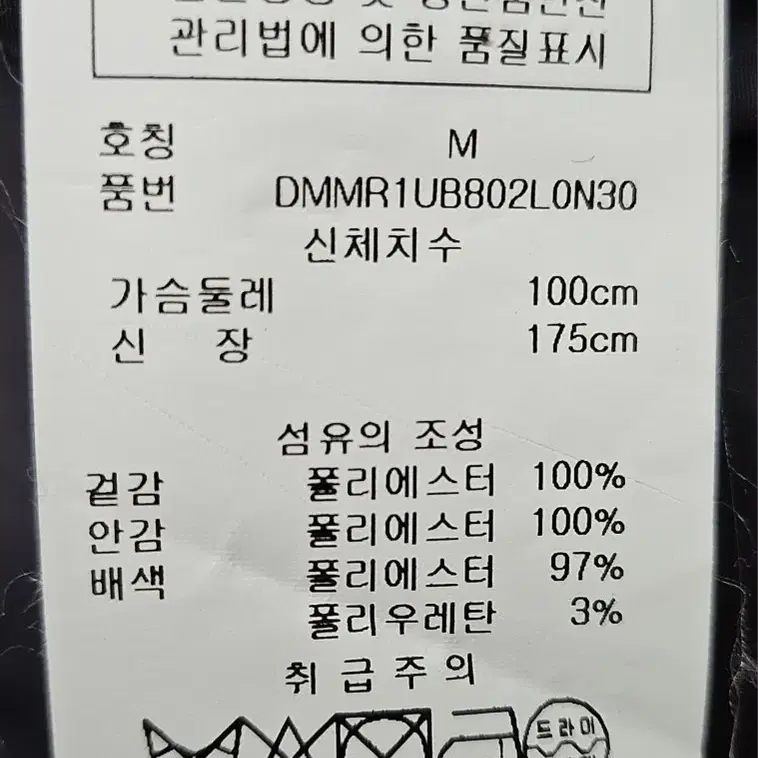 관리법에 의한 품질표시
호칭 M
품번 DMMR1UB802L0N30
신체치수
가슴둘레 100cm
신 장 175cm
섬유의 조성
겉감 폴리에스터 100%
안감 폴리에스터 100%
배색 폴리에스터 97%
폴리우레탄 3%
취급주의
드라이